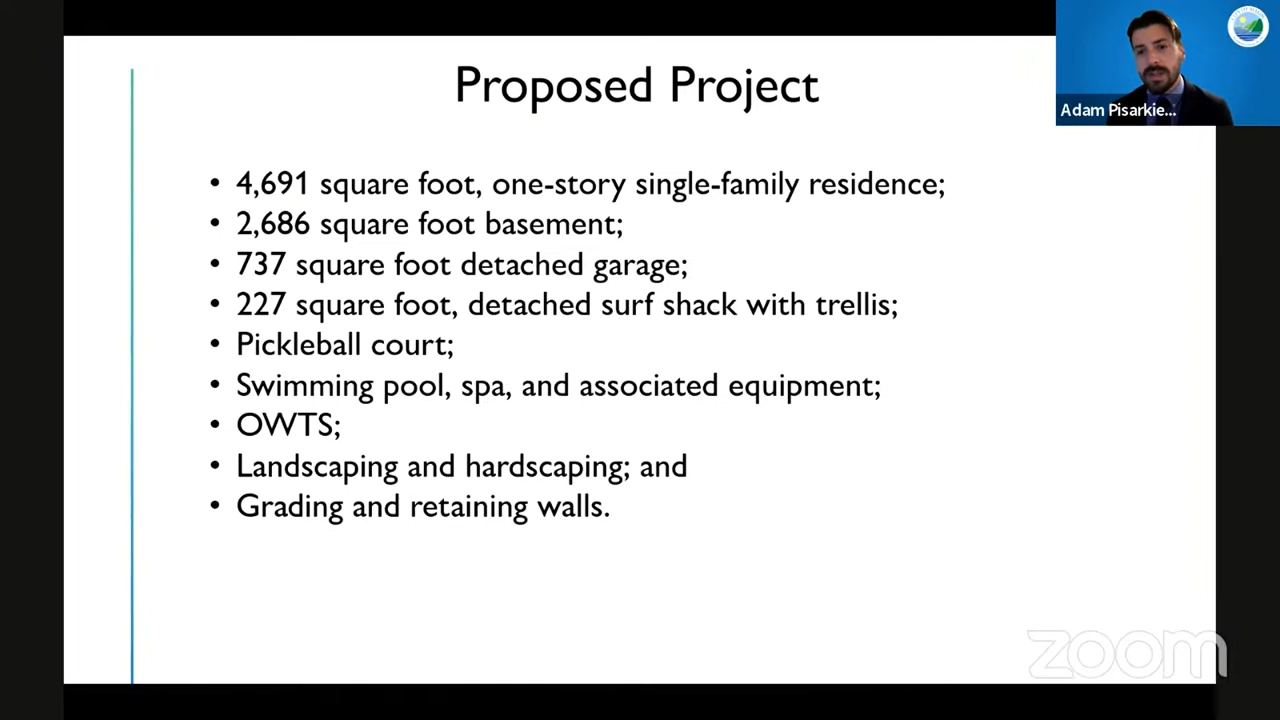 Proposed Project
Adam Pisarkie...
• 4,691 square foot, one-story single-family residence;
• 2,686 square foot basement;
• 737 square foot detached garage;
• 227 square foot, detached surf shack with trellis;
• Pickleball court;
• Swimming pool, spa, and associated equipment;
• OWTS;
• Landscaping and hardscaping; and
• Grading and retaining walls.
zoom